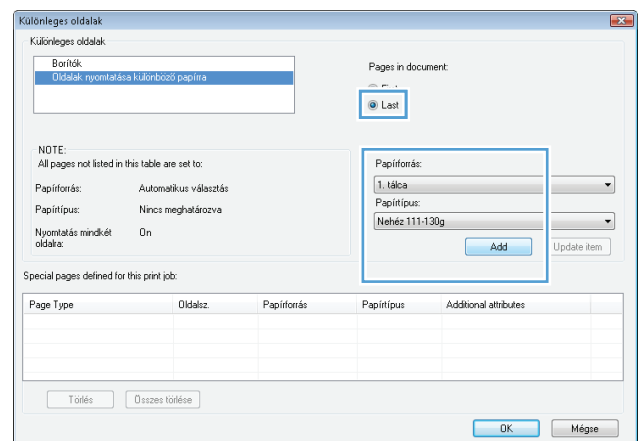 Különleges oldalak
Különleges oldalak
Borítók
Oldalak nyomtatása különböző papírra
Pages in document:
Last
NOTE:
All pages not listed in this table are set to:
Papírforrás: Automatikus választás
Papírtípus: Nincs meghatározva
Nyomtatás mindkét oldalra: On
Papírforrás:
1. tálca
Papírtípus:
Nehéz 111-130g
Add Update item
Special pages defined for this print job:
Page Type Oldalsz. Papírforrás Papírtípus Additional attributes
Törlés Összes törlése
OK Mégse